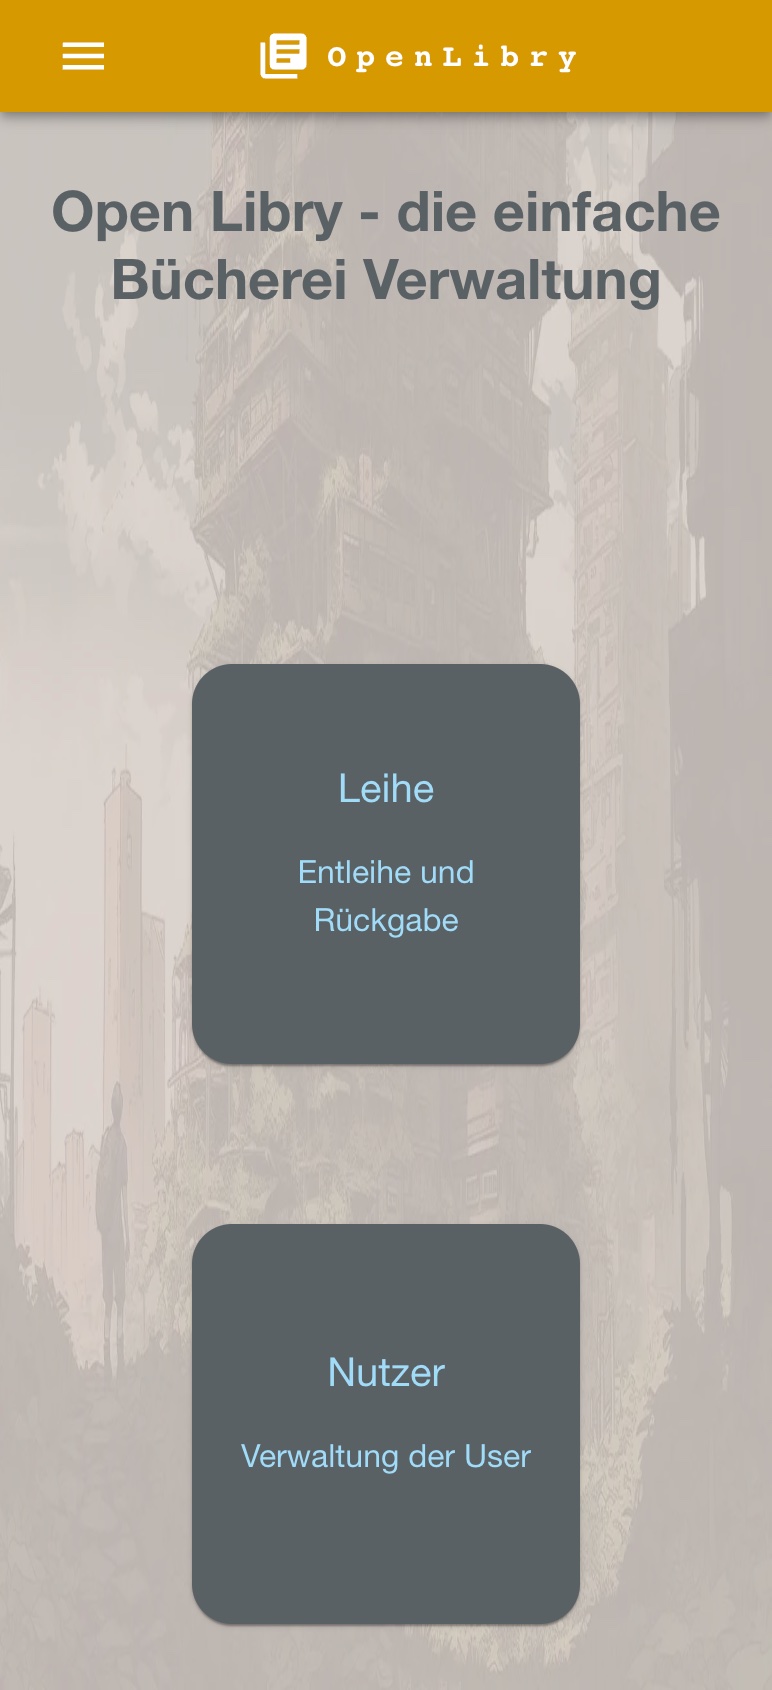 OpenLibry
Open Libry - die einfache
Bücherei Verwaltung
Leihe
Entleihe und
Rückgabe
Nutzer
Verwaltung der User